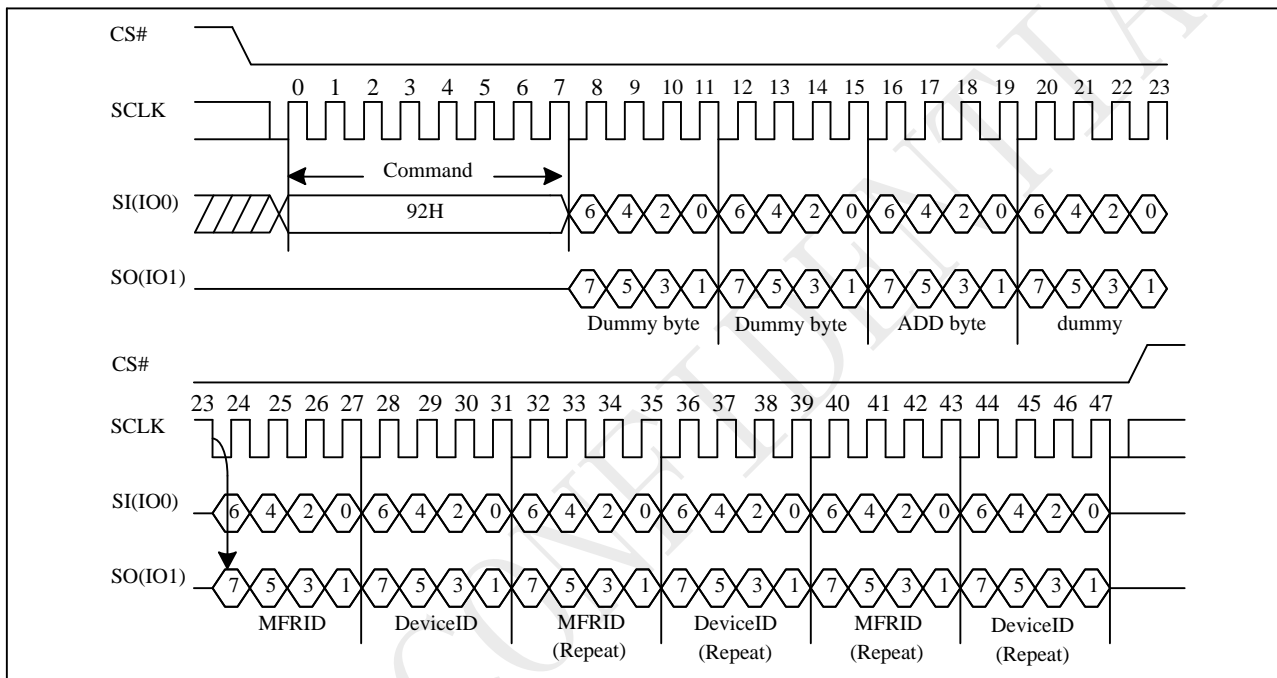 CS#
0 1 2 3 4 5 6 7 8 9 10 11 12 13 14 15 16 17 18 19 20 21 22 23
SCLK
Command
SI(IO0)
92H
6 4 2 0 6 4 2 0 6 4 2 0 6 4 2 0
SO(IO1)
7 5 3 1 7 5 3 1 7 5 3 1 7 5 3 1
Dummy byte Dummy byte ADD byte dummy
CS#
23 24 25 26 27 28 29 30 31 32 33 34 35 36 37 38 39 40 41 42 43 44 45 46 47
SCLK
SI(IO0)
6 4 2 0 6 4 2 0 6 4 2 0 6 4 2 0 6 4 2 0 6 4 2 0
SO(IO1)
7 5 3 1 7 5 3 1 7 5 3 1 7 5 3 1 7 5 3 1 7 5 3 1
MFRID DeviceID MFRID DeviceID MFRID DeviceID
(Repeat) (Repeat) (Repeat) (Repeat)
CONFIDENTIA